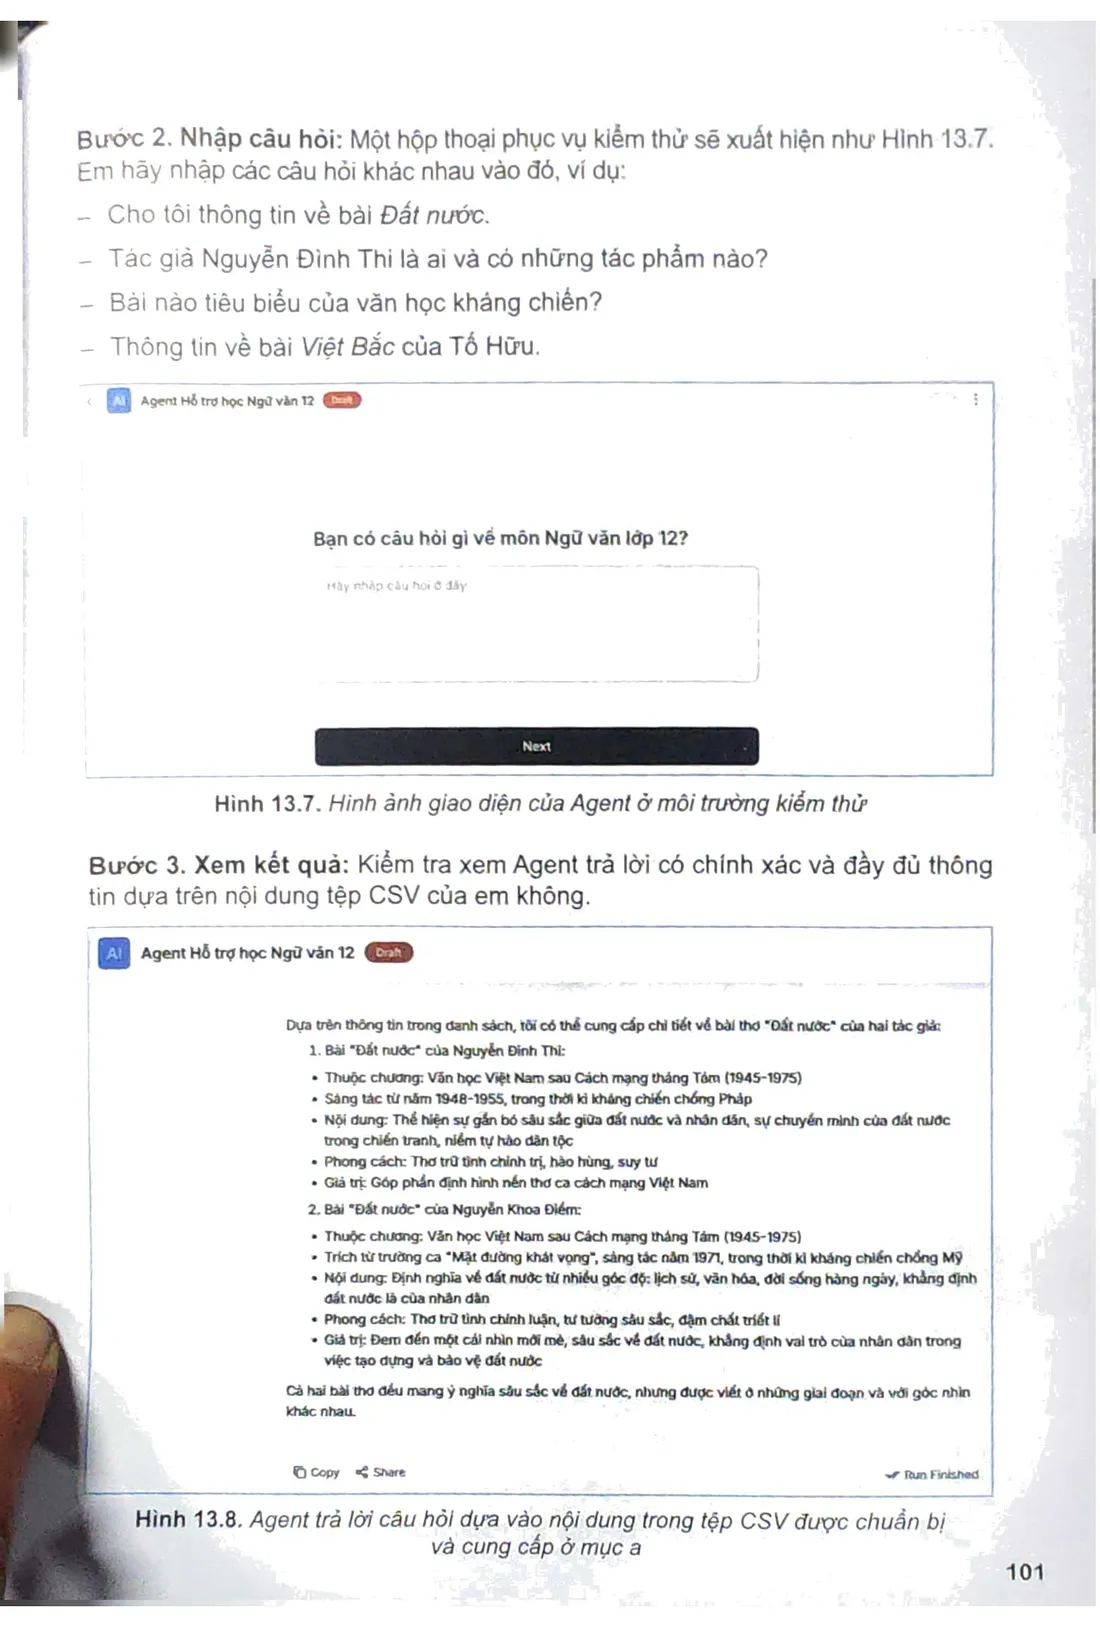 Bước 2. Nhập câu hỏi: Một hộp thoại phục vụ kiểm thử sẽ xuất hiện như Hình 13.7.
Em hãy nhập các câu hỏi khác nhau vào đó, ví dụ:
– Cho tôi thông tin về bài Đất nước.
– Tác giả Nguyễn Đình Thi là ai và có những tác phẩm nào?
– Bài nào tiêu biểu của văn học kháng chiến?
– Thông tin về bài Việt Bắc của Tố Hữu.
AI Agent Hỗ trợ học Ngữ văn 12 Draft
Bạn có câu hỏi gì về môn Ngữ văn lớp 12?
Hãy nhập câu hỏi ở đây
Next
Hình 13.7. Hình ảnh giao diện của Agent ở môi trường kiểm thử
Bước 3. Xem kết quả: Kiểm tra xem Agent trả lời có chính xác và đầy đủ thông
tin dựa trên nội dung tệp CSV của em không.
AI Agent Hỗ trợ học Ngữ văn 12 Draft
Dựa trên thông tin trong danh sách, tôi có thể cung cấp chi tiết về bài thơ "Đất nước" của hai tác giả:
1. Bài "Đất nước" của Nguyễn Đình Thi:
• Thuộc chương: Văn học Việt Nam sau Cách mạng tháng Tám (1945-1975)
• Sáng tác từ năm 1948-1955, trong thời kì kháng chiến chống Pháp
• Nội dung: Thể hiện sự gắn bó sâu sắc giữa đất nước và nhân dân, sự chuyển mình của đất nước
trong chiến tranh, niềm tự hào dân tộc
• Phong cách: Thơ trữ tình chính trị, hào hùng, suy tư
• Giá trị: Góp phần định hình nền thơ ca cách mạng Việt Nam
2. Bài "Đất nước" của Nguyễn Khoa Điềm:
• Thuộc chương: Văn học Việt Nam sau Cách mạng tháng Tám (1945-1975)
• Trích từ trường ca "Mặt đường khát vọng", sáng tác năm 1971, trong thời kì kháng chiến chống Mỹ
• Nội dung: Định nghĩa về đất nước từ nhiều góc độ: lịch sử, văn hóa, đời sống hàng ngày, khẳng định
đất nước là của nhân dân
• Phong cách: Thơ trữ tình chính luận, tư tưởng sâu sắc, đậm chất triết lí
• Giá trị: Đem đến một cái nhìn mới mẻ, sâu sắc về đất nước, khẳng định vai trò của nhân dân trong
việc tạo dựng và bảo vệ đất nước
Cả hai bài thơ đều mang ý nghĩa sâu sắc về đất nước, nhưng được viết ở những giai đoạn và với góc nhìn
khác nhau.
Copy Share Run Finished
Hình 13.8. Agent trả lời câu hỏi dựa vào nội dung trong tệp CSV được chuẩn bị
và cung cấp ở mục a
101